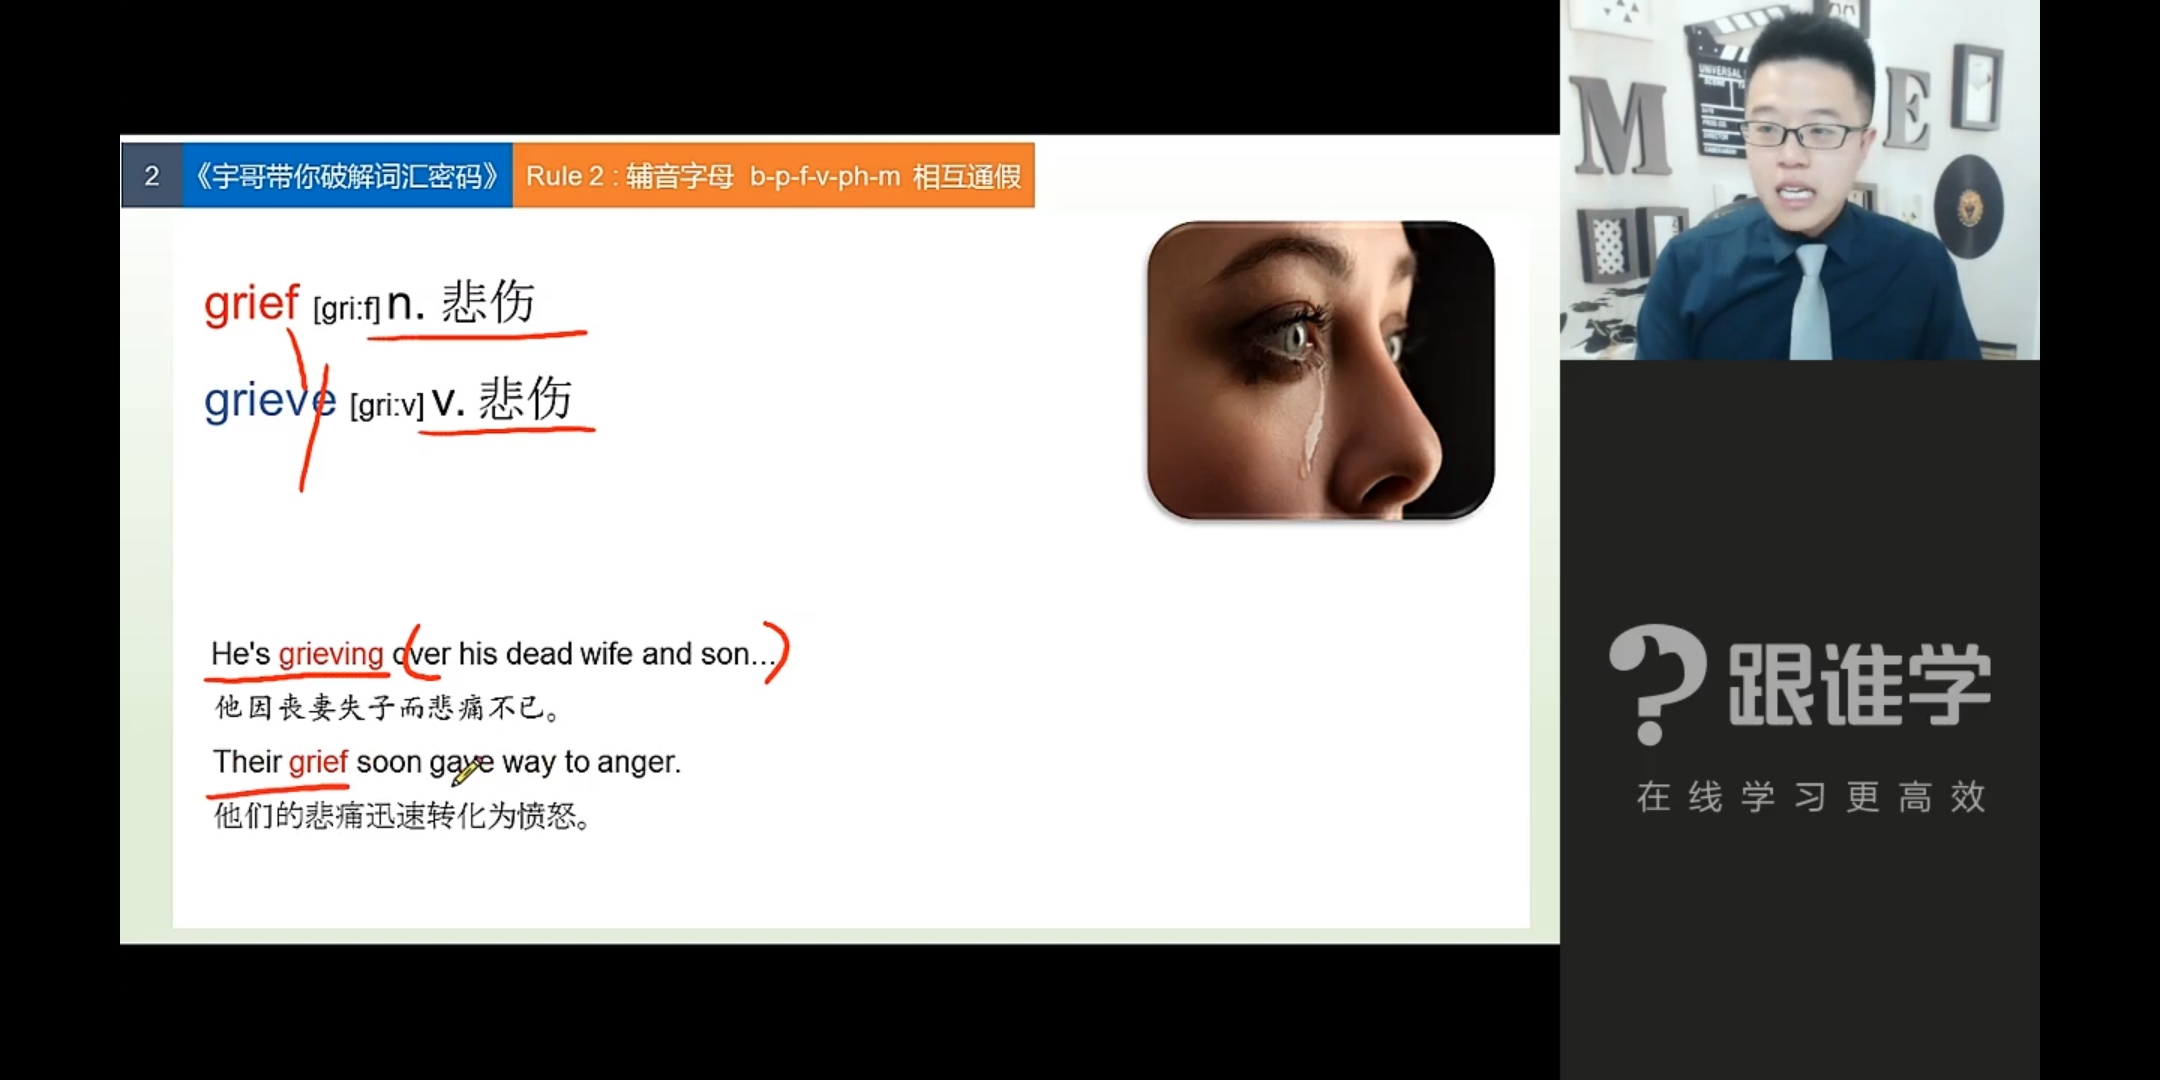 2 《宇哥带你破解词汇密码》 Rule 2 : 辅音字母 b-p-f-v-ph-m 相互通假
grief [gri:f] n. 悲伤
grieve [gri:v] v. 悲伤
He's grieving over his dead wife and son...
他因丧妻失子而悲痛不已。
Their grief soon gave way to anger.
他们的悲痛迅速转化为愤怒。
M
E
UNIVERSAL
跟谁学
在线学习更高效